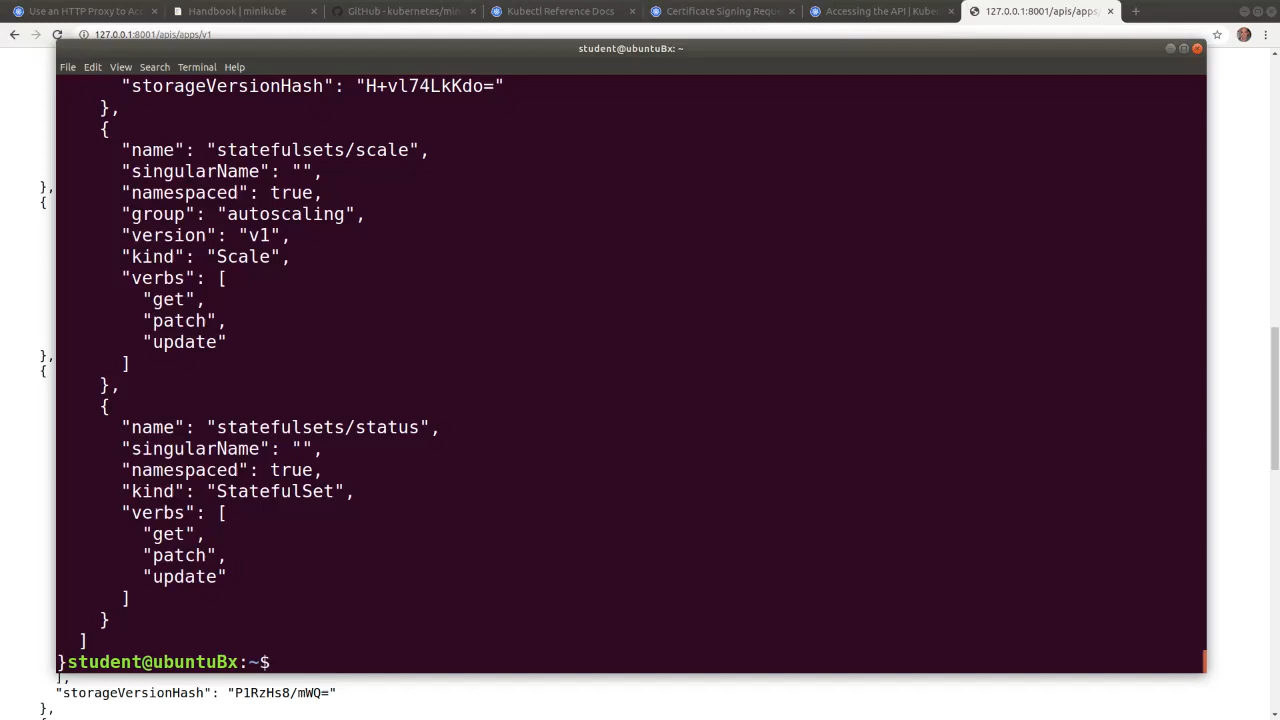 Use an HTTP Proxy to Acc
Handbook | minikube
GitHub - kubernetes/min
Kubectl Reference Docs
Certificate Signing Reque
Accessing the API | Kube
127.0.0.1:8001/apis/apps/
127.0.0.1:8001/apis/apps/v1
student@ubuntuBx: ~
File Edit View Search Terminal Help
"storageVersionHash": "H+vl74LkKdo="
},
{
"name": "statefulsets/scale",
"singularName": "",
"namespaced": true,
"group": "autoscaling",
"version": "v1",
"kind": "Scale",
"verbs": [
"get",
"patch",
"update"
]
},
{
"name": "statefulsets/status",
"singularName": "",
"namespaced": true,
"kind": "StatefulSet",
"verbs": [
"get",
"patch",
"update"
]
}
]
}student@ubuntuBx:~$
},
{
},
{
],
"storageVersionHash": "P1RzHs8/mWQ="
},